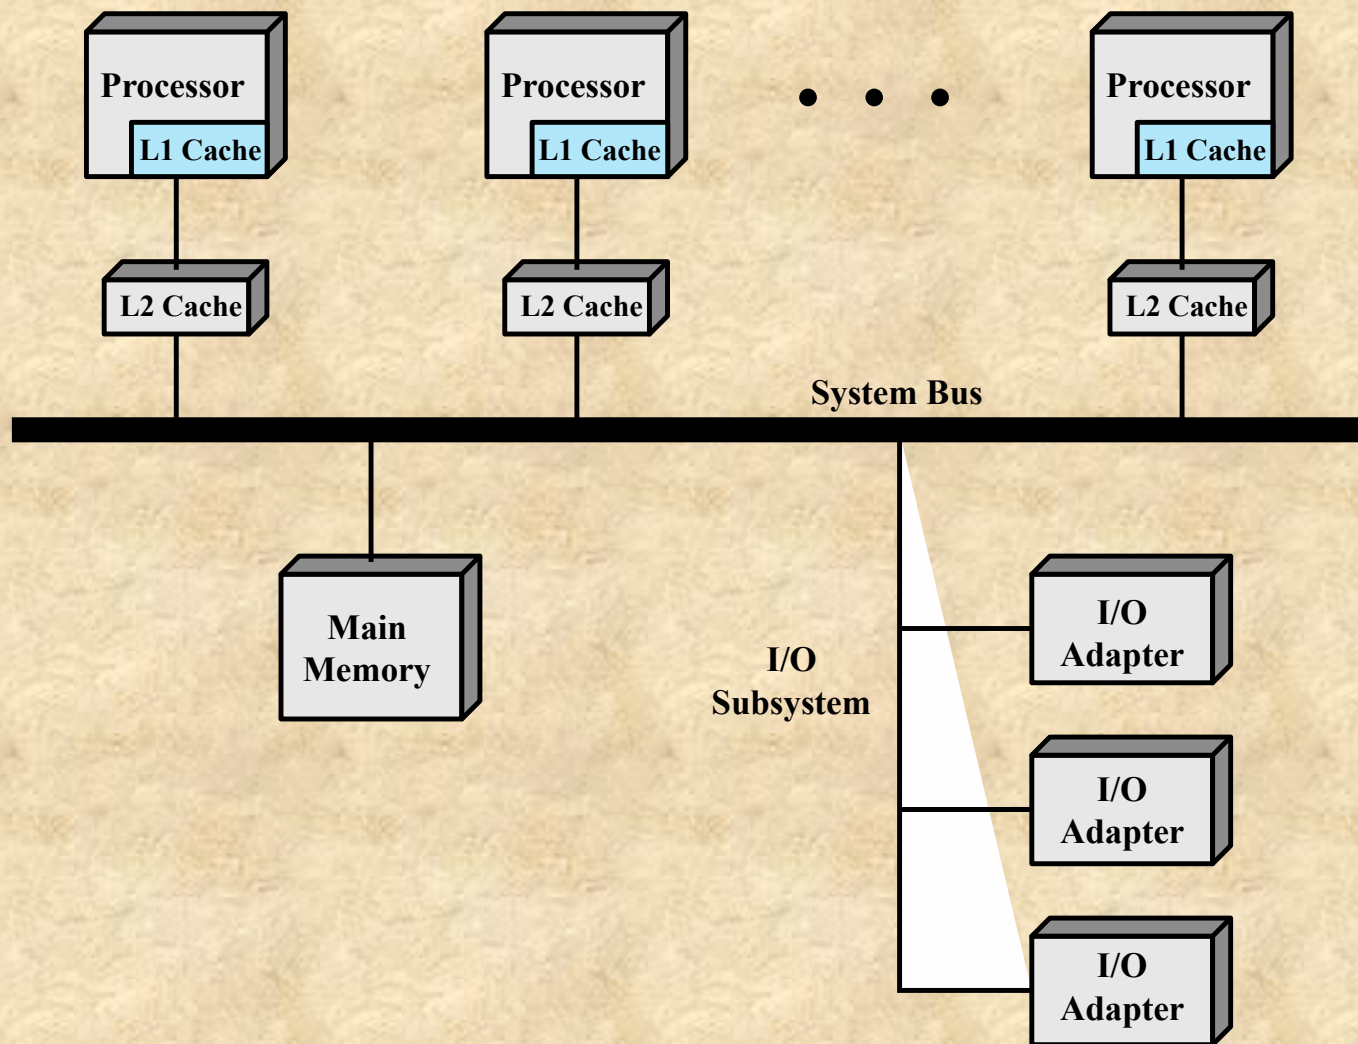 Processor
L1 Cache
Processor
L1 Cache
Processor
L1 Cache
L2 Cache
L2 Cache
L2 Cache
System Bus
Main
Memory
I/O
Subsystem
I/O
Adapter
I/O
Adapter
I/O
Adapter